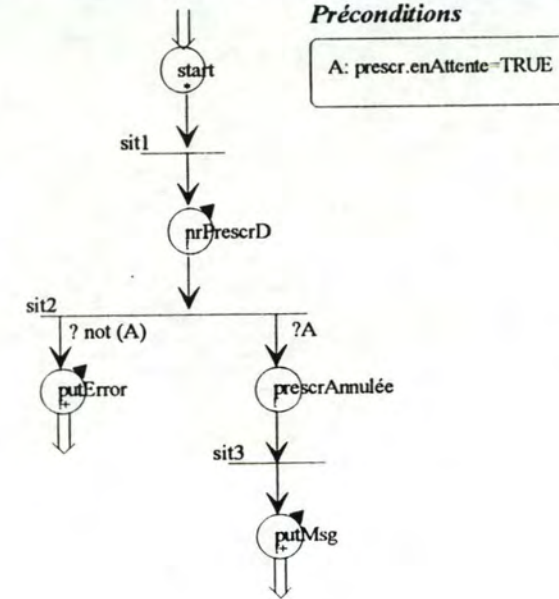 Préconditions
A: prescr.enAttente=TRUE
start
sit1
nrPrescrD
sit2
? not (A)
?A
putError
prescrAnnulée
sit3
putMsg